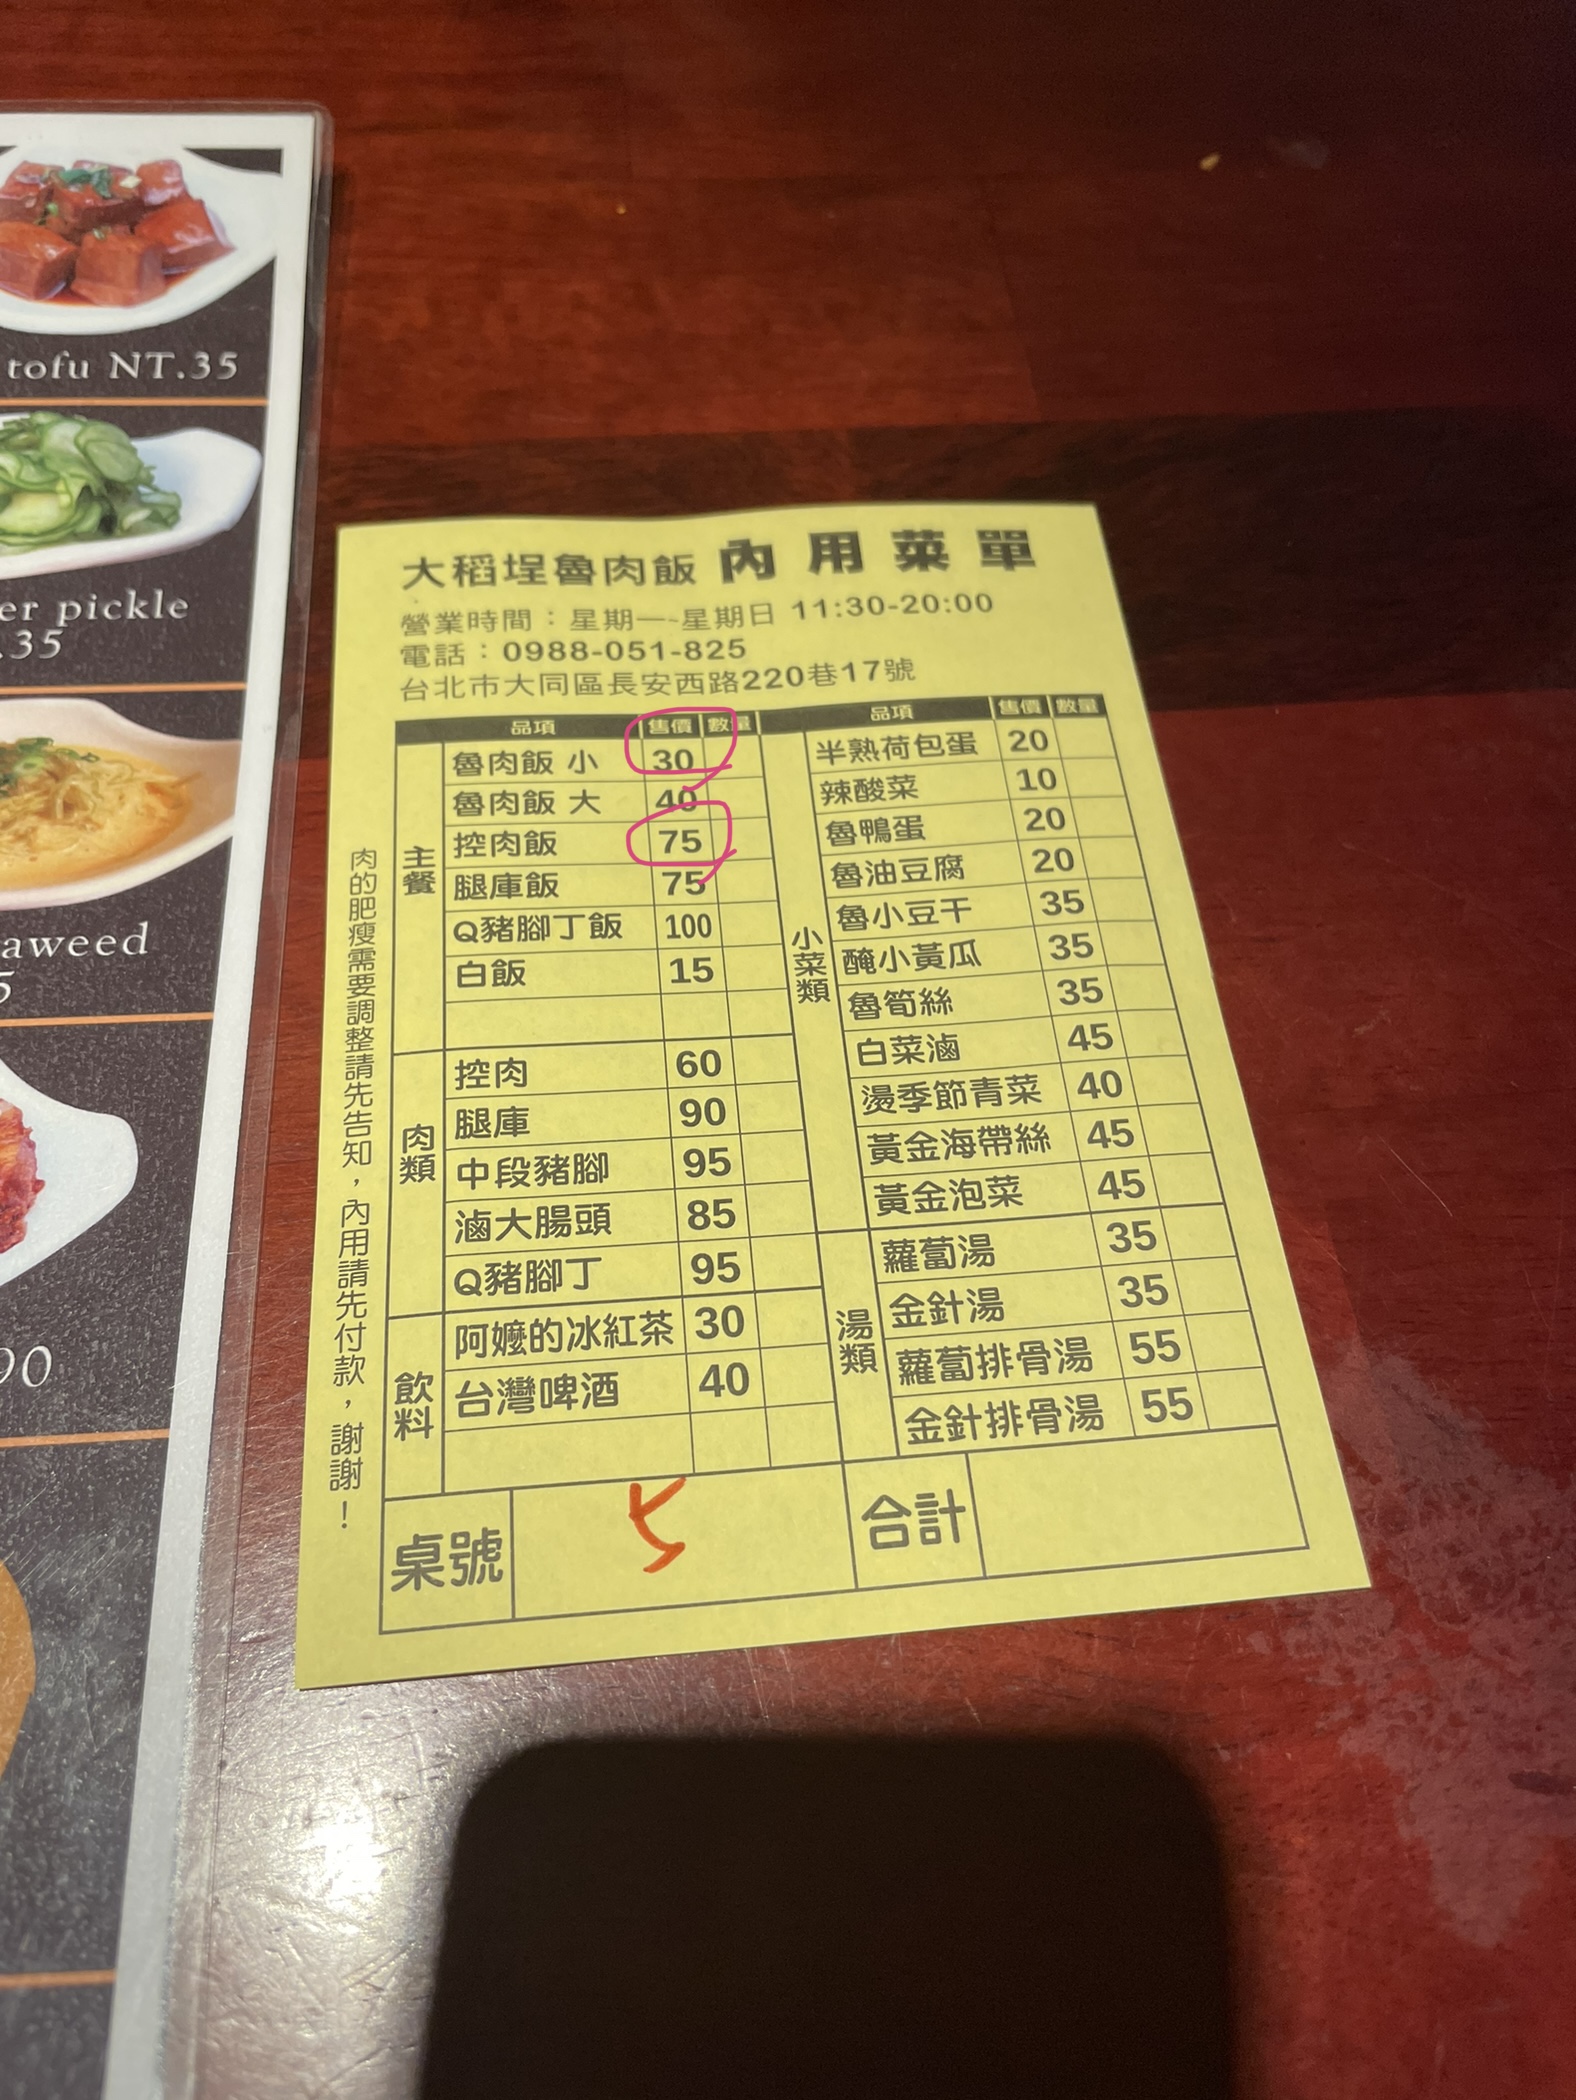 tofu NT.35
er pickle
.35
aweed
5
90
大稻埕魯肉飯 內用菜單
營業時間：星期一~星期日 11:30-20:00
電話：0988-051-825
台北市大同區長安西路220巷17號
品項 售價 數量
主餐
魯肉飯 小 30
魯肉飯 大 40
控肉飯 75
腿庫飯 75
Q豬腳丁飯 100
白飯 15
肉類
控肉 60
腿庫 90
中段豬腳 95
滷大腸頭 85
Q豬腳丁 95
飲料
阿嬤的冰紅茶 30
台灣啤酒 40
品項 售價 數量
小菜類
半熟荷包蛋 20
辣酸菜 10
魯鴨蛋 20
魯油豆腐 20
魯小豆干 35
醃小黃瓜 35
魯筍絲 35
白菜滷 45
燙季節青菜 40
黃金海帶絲 45
黃金泡菜 45
湯類
蘿蔔湯 35
金針湯 35
蘿蔔排骨湯 55
金針排骨湯 55
桌號 5
合計
肉的肥瘦需要調整請先告知，內用請先付款，謝謝！